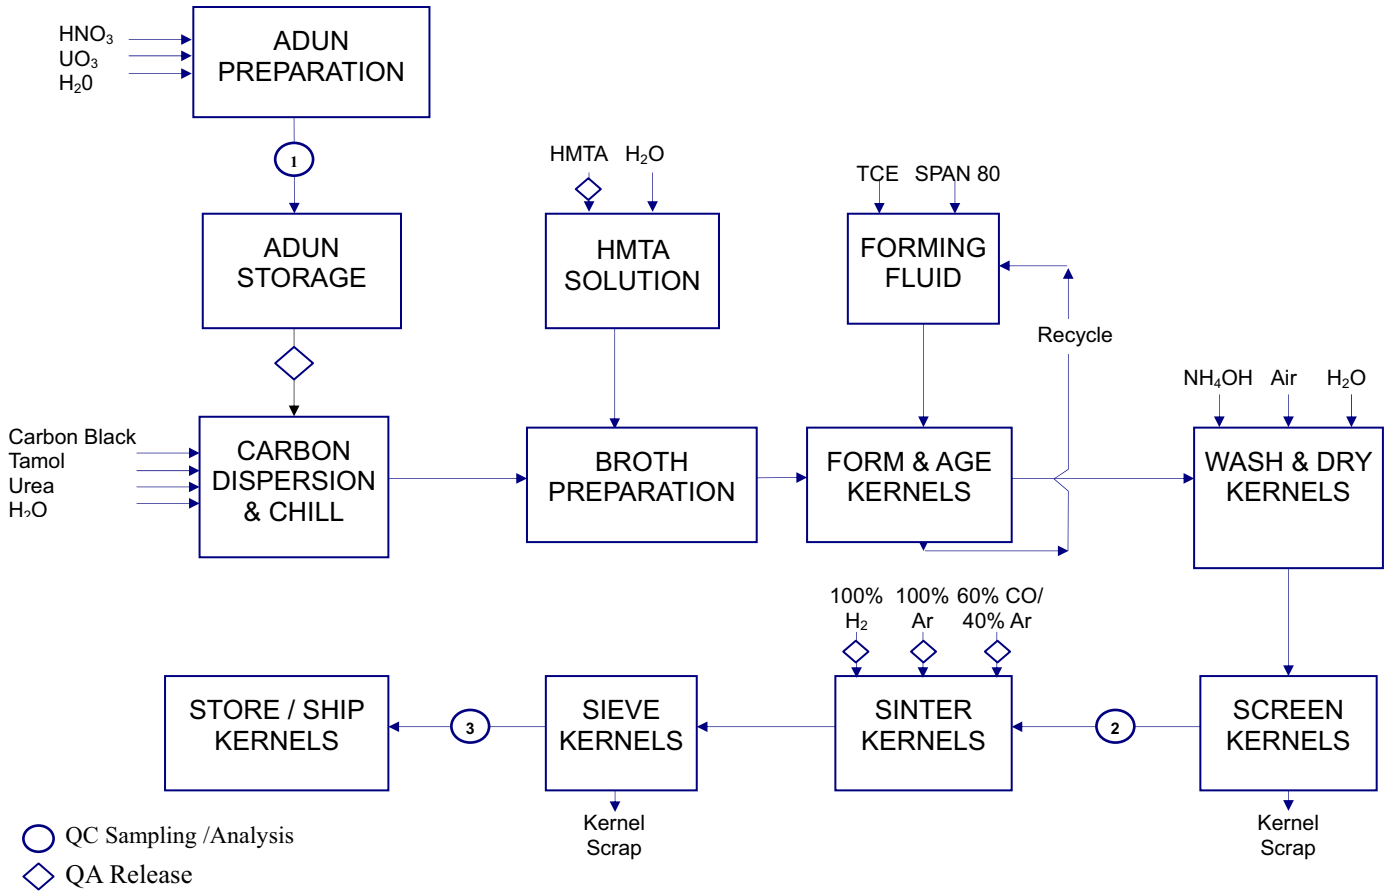 HNO₃
UO₃
H₂0
ADUN
PREPARATION
1
ADUN
STORAGE
HMTA
H₂O
HMTA
SOLUTION
TCE
SPAN 80
FORMING
FLUID
Recycle
Carbon Black
Tamol
Urea
H₂O
CARBON
DISPERSION
& CHILL
BROTH
PREPARATION
FORM & AGE
KERNELS
NH₄OH
Air
H₂O
WASH & DRY
KERNELS
100%
H₂
100%
Ar
60% CO/
40% Ar
STORE / SHIP
KERNELS
3
SIEVE
KERNELS
SINTER
KERNELS
2
SCREEN
KERNELS
Kernel
Scrap
Kernel
Scrap
QC Sampling /Analysis
QA Release